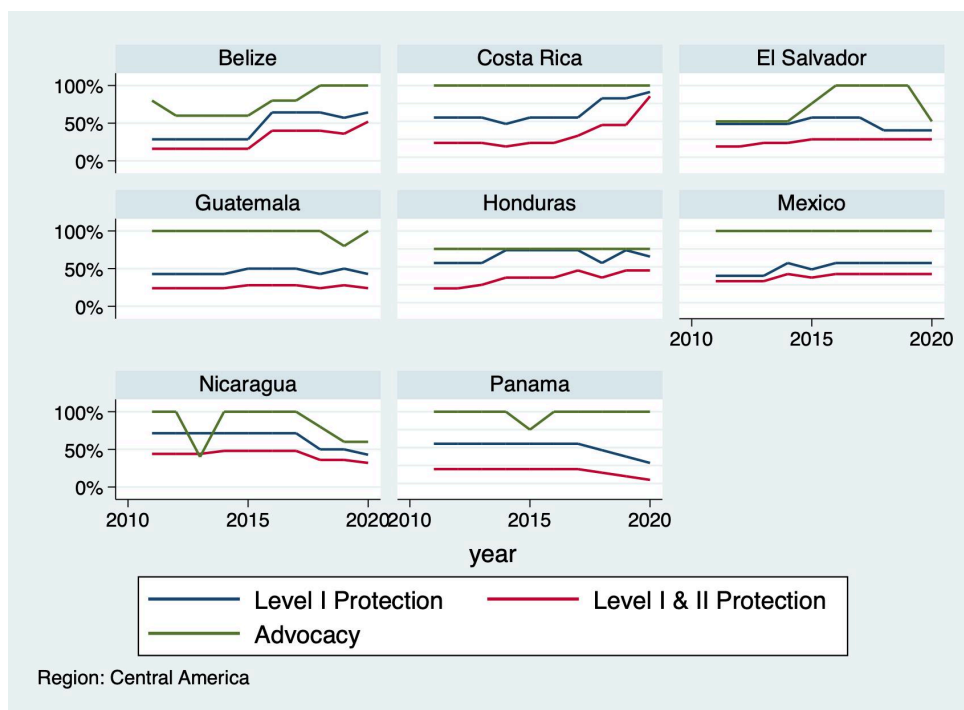 Belize Costa Rica El Salvador
100%
50%
0%
Guatemala Honduras Mexico
100%
50%
0%
2010 2015 2020
Nicaragua Panama
100%
50%
0%
2010 2015 2020 2010 2015 2020
year
Level I Protection Level I & II Protection
Advocacy
Region: Central America